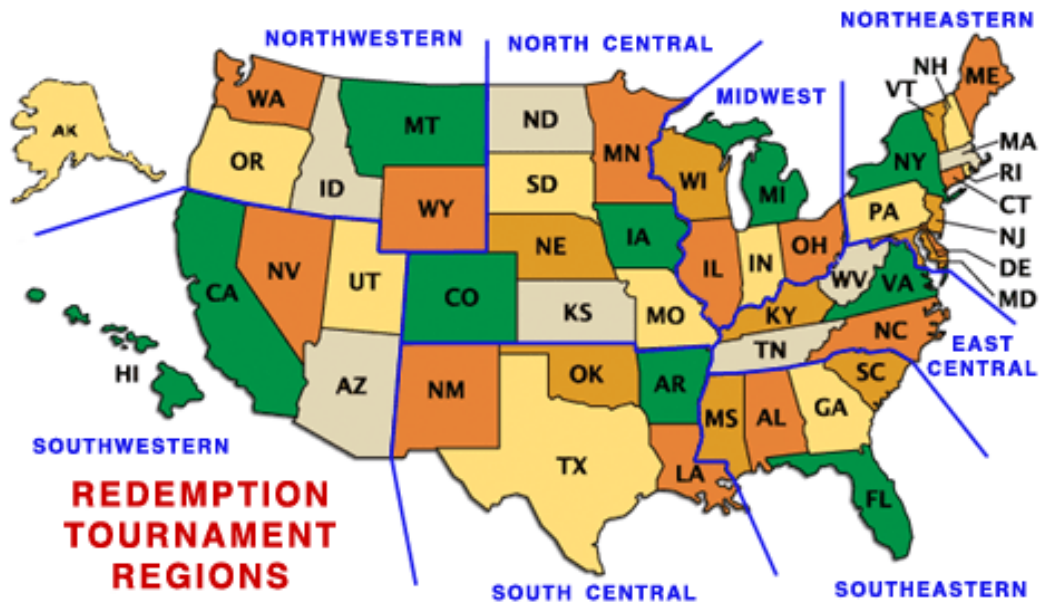 NORTHEASTERN
NORTHWESTERN
NORTH CENTRAL
NH
ME
VT
MIDWEST
WA
MT
ND
MN
AK
OR
ID
SD
WI
MI
NY
MA
RI
WY
PA
CT
NE
IA
OH
NJ
NV
UT
IL
IN
WV
VA
DE
CA
CO
KS
MO
KY
MD
NC
EAST
CENTRAL
TN
HI
AZ
NM
OK
AR
SC
MS
AL
GA
SOUTHWESTERN
TX
LA
FL
REDEMPTION
TOURNAMENT
REGIONS
SOUTH CENTRAL
SOUTHEASTERN